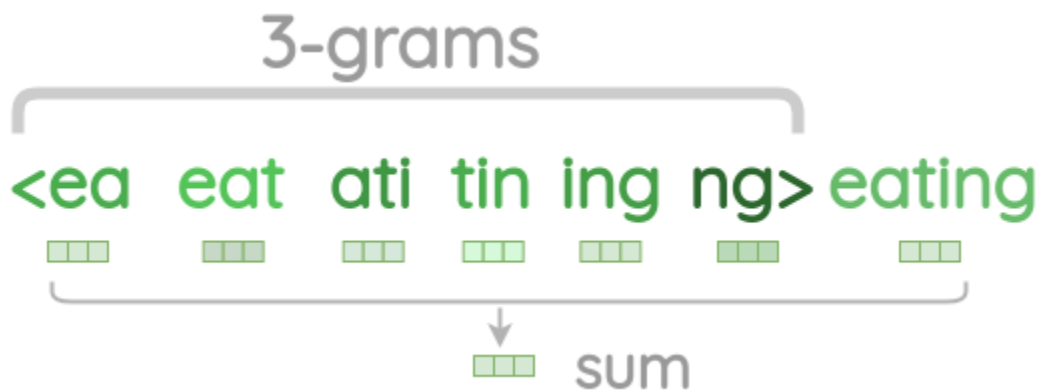 3-grams
<ea eat ati tin ing ng> eating
sum